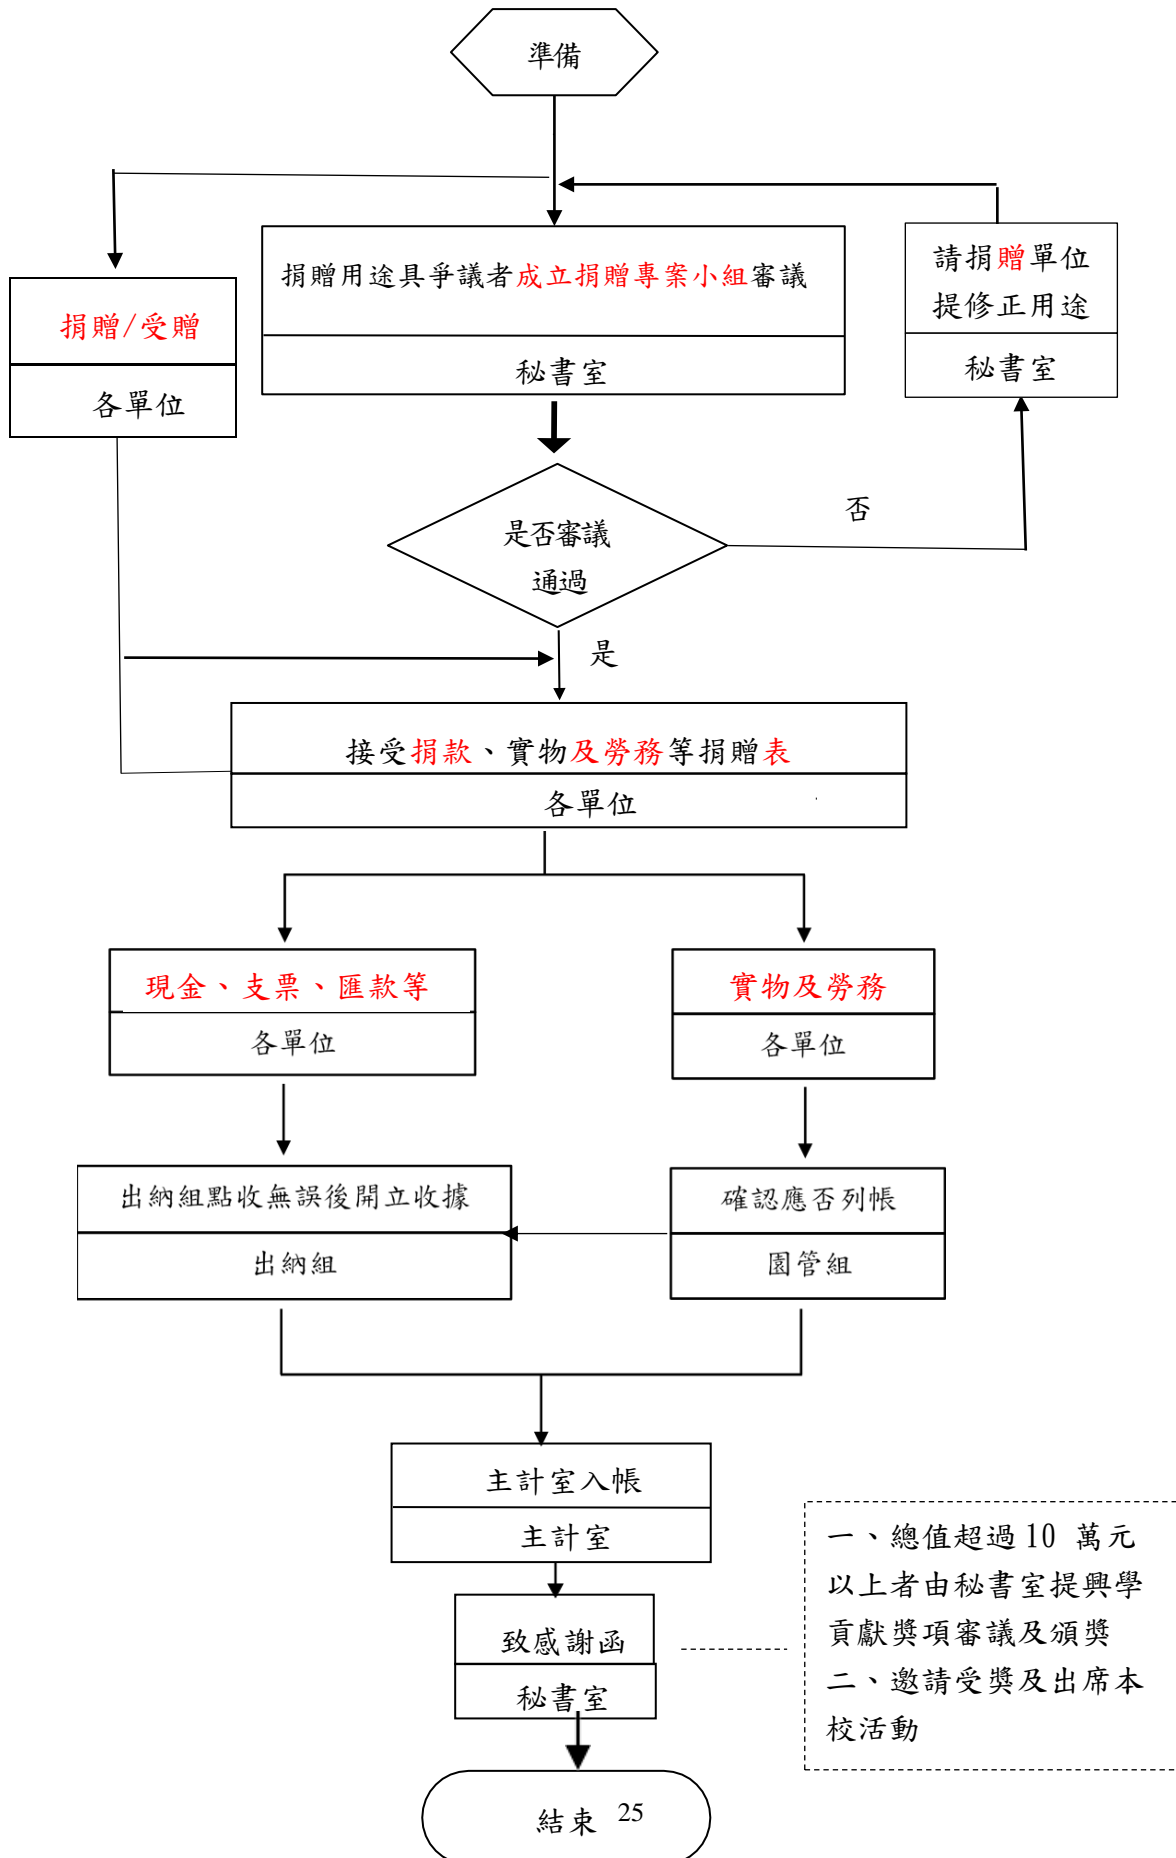 準備
捐贈用途具爭議者成立捐贈專案小組審議
秘書室
請捐贈單位
提修正用途
秘書室
捐贈/受贈
各單位
是否審議
通過
否
是
接受捐款、實物及勞務等捐贈表
各單位
現金、支票、匯款等
各單位
實物及勞務
各單位
出納組點收無誤後開立收據
出納組
確認應否列帳
園管組
主計室入帳
主計室
致感謝函
秘書室
一、總值超過10 萬元
以上者由秘書室提興學
貢獻獎項審議及頒獎
二、邀請受獎及出席本
校活動
結束
25